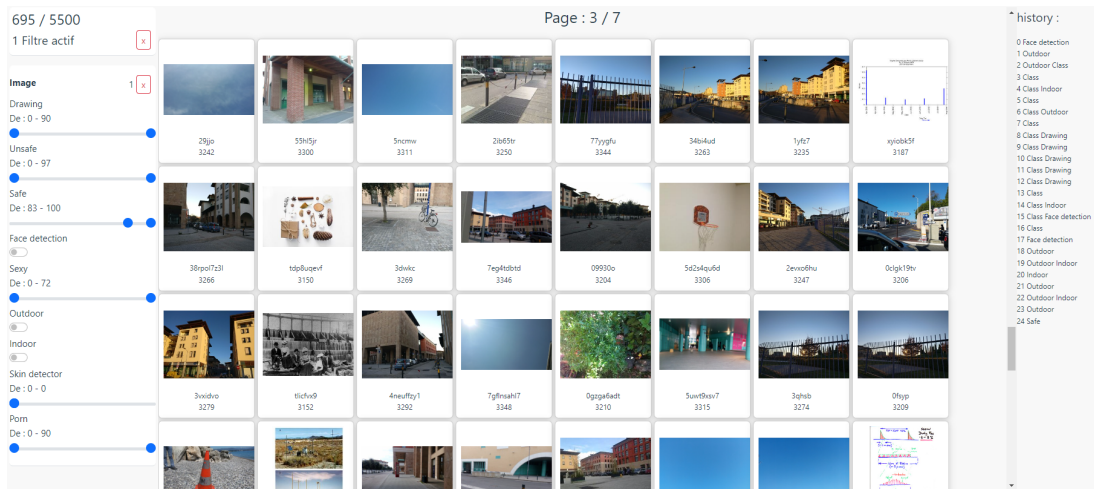 695 / 5500
1 Filtre actif
x
Image
1
x
Drawing
De : 0 - 90
Unsafe
De : 0 - 97
Safe
De : 83 - 100
Face detection
Sexy
De : 0 - 72
Outdoor
Indoor
Skin detector
De : 0 - 0
Porn
De : 0 - 90
Page : 3 / 7
29jjo
3242
55hl5jr
3300
5ncmw
3311
2ib65tr
3250
77yygfu
3344
34bi4ud
3263
1yfz7
3235
xyiobk5f
3187
38rpol7z3l
3266
tdp8uqevf
3150
3dwkc
3269
7eg4tdbtd
3346
09930o
3204
5d2s4qu6d
3306
2evxo6hu
3247
0clgk19tv
3206
3vxidvo
3279
tlicfvx9
3152
4neuffzy1
3292
7gflnsahl7
3348
0gzga6adt
3210
5uwt9xsv7
3315
3qhsb
3274
0fsyp
3209
history :
0 Face detection
1 Outdoor
2 Outdoor Class
3 Class
4 Class Indoor
5 Class
6 Class Outdoor
7 Class
8 Class Drawing
9 Class Drawing
10 Class Drawing
11 Class Drawing
12 Class Drawing
13 Class
14 Class Indoor
15 Class Face detection
16 Class
17 Face detection
18 Outdoor
19 Outdoor Indoor
20 Indoor
21 Outdoor
22 Outdoor Indoor
23 Outdoor
24 Safe